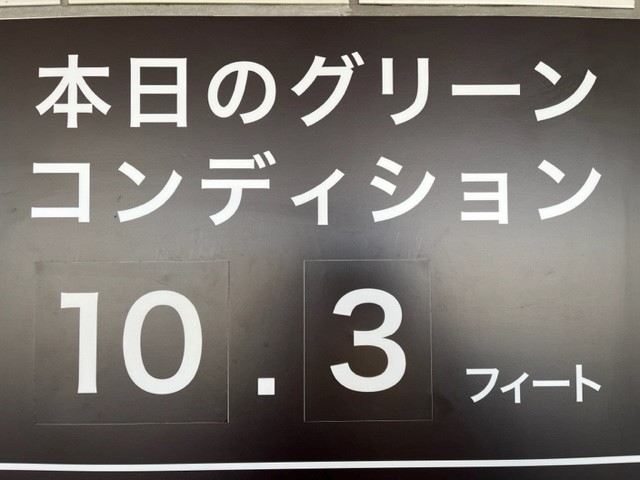 本日のグリーン
コンディション
10.3 フィート